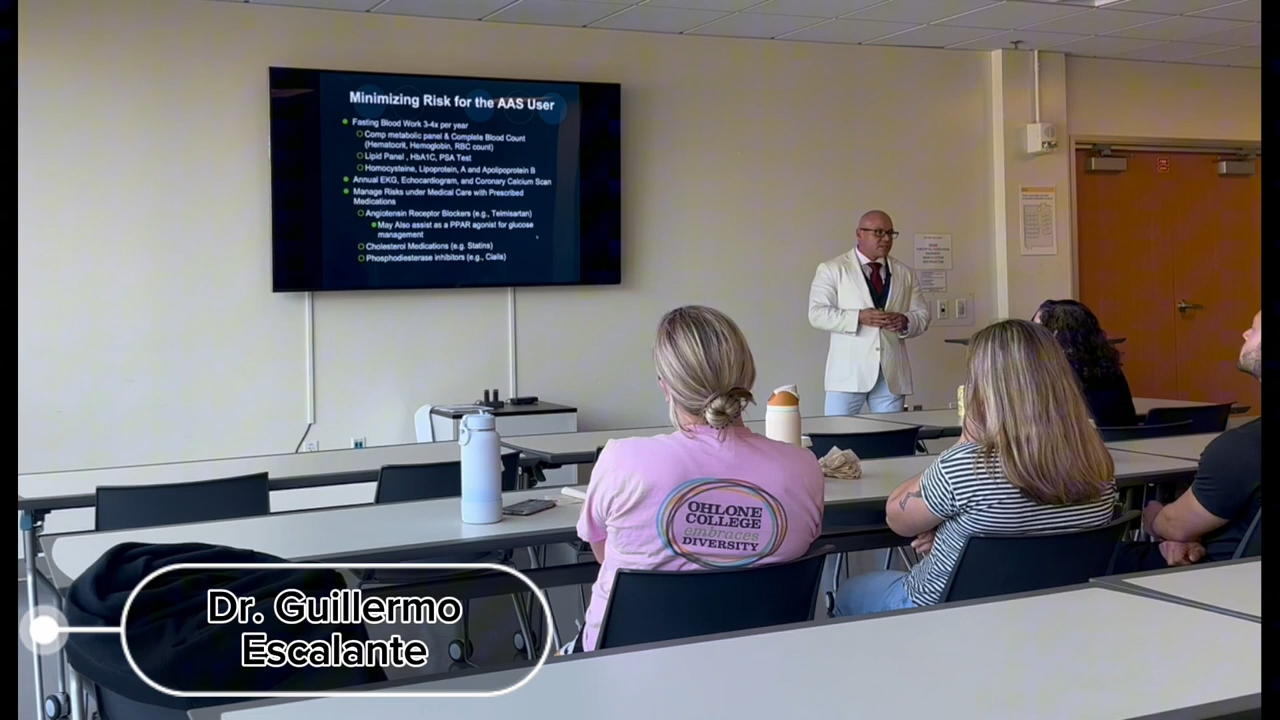 Minimizing Risk for the AAS User
Fasting Blood Work 3-4x per year
Comp metabolic panel & Complete Blood Count
(Hematocrit, Hemoglobin, RBC count)
Lipid Panel , HbA1C, PSA Test
Homocysteine, Lipoprotein, A and Apolipoprotein B
Annual EKG, Echocardiogram, and Coronary Calcium Scan
Manage Risks under Medical Care with Prescribed
Medications
Angiotensin Receptor Blockers (e.g., Telmisartan)
May Also assist as a PPAR agonist for glucose
management
Cholesterol Medications (e.g. Statins)
Phosphodiesterase inhibitors (e.g., Cialis)
OHLONE
COLLEGE
embraces
DIVERSITY
Dr. Guillermo
Escalante